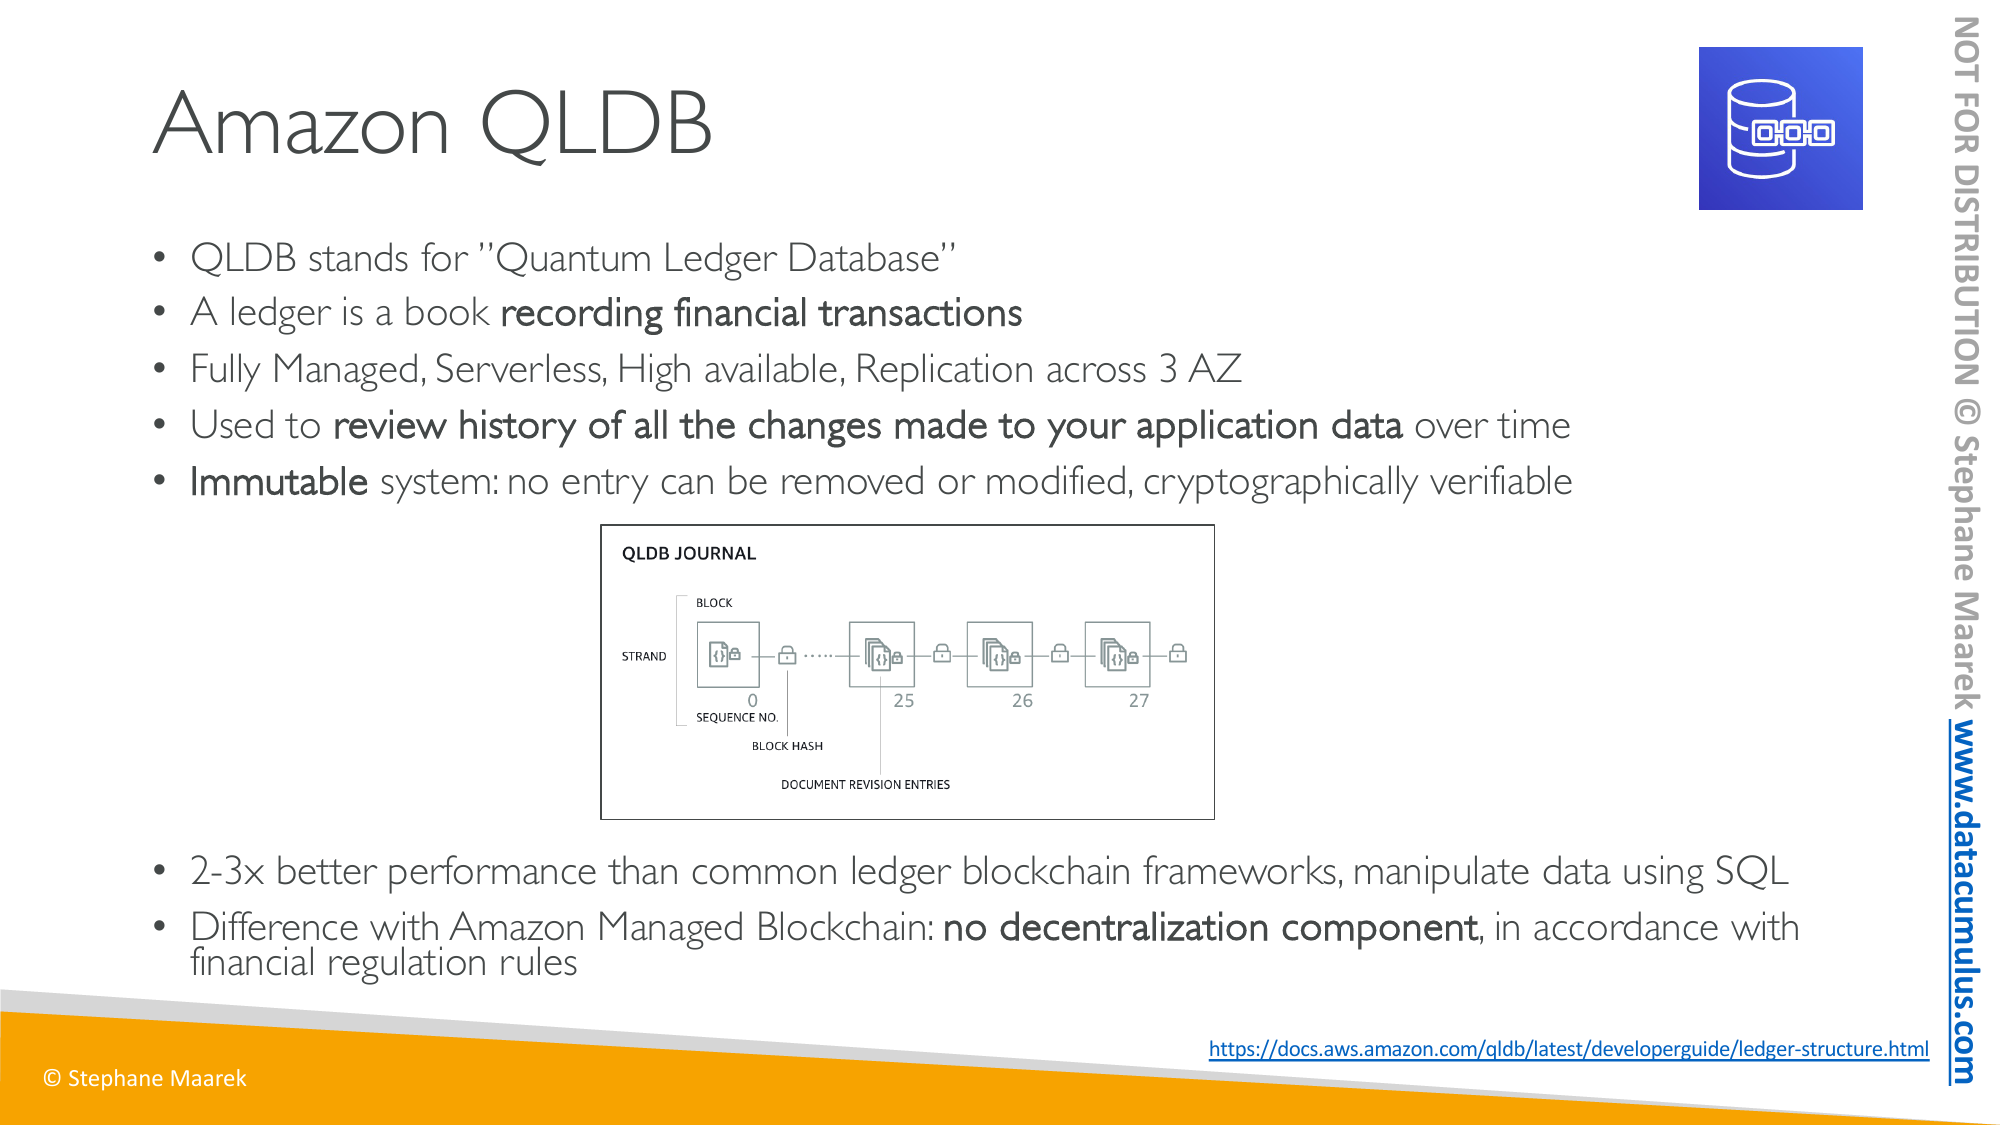 Amazon QLDB
• QLDB stands for ”Quantum Ledger Database”
• A ledger is a book recording financial transactions
• Fully Managed, Serverless, High available, Replication across 3 AZ
• Used to review history of all the changes made to your application data over time
• Immutable system: no entry can be removed or modified, cryptographically verifiable
QLDB JOURNAL
BLOCK
STRAND
0 25 26 27
SEQUENCE NO.
BLOCK HASH
DOCUMENT REVISION ENTRIES
• 2-3x better performance than common ledger blockchain frameworks, manipulate data using SQL
• Difference with Amazon Managed Blockchain: no decentralization component, in accordance with
financial regulation rules
https://docs.aws.amazon.com/qldb/latest/developerguide/ledger-structure.html
© Stephane Maarek
NOT FOR DISTRIBUTION © Stephane Maarek www.datacumulus.com